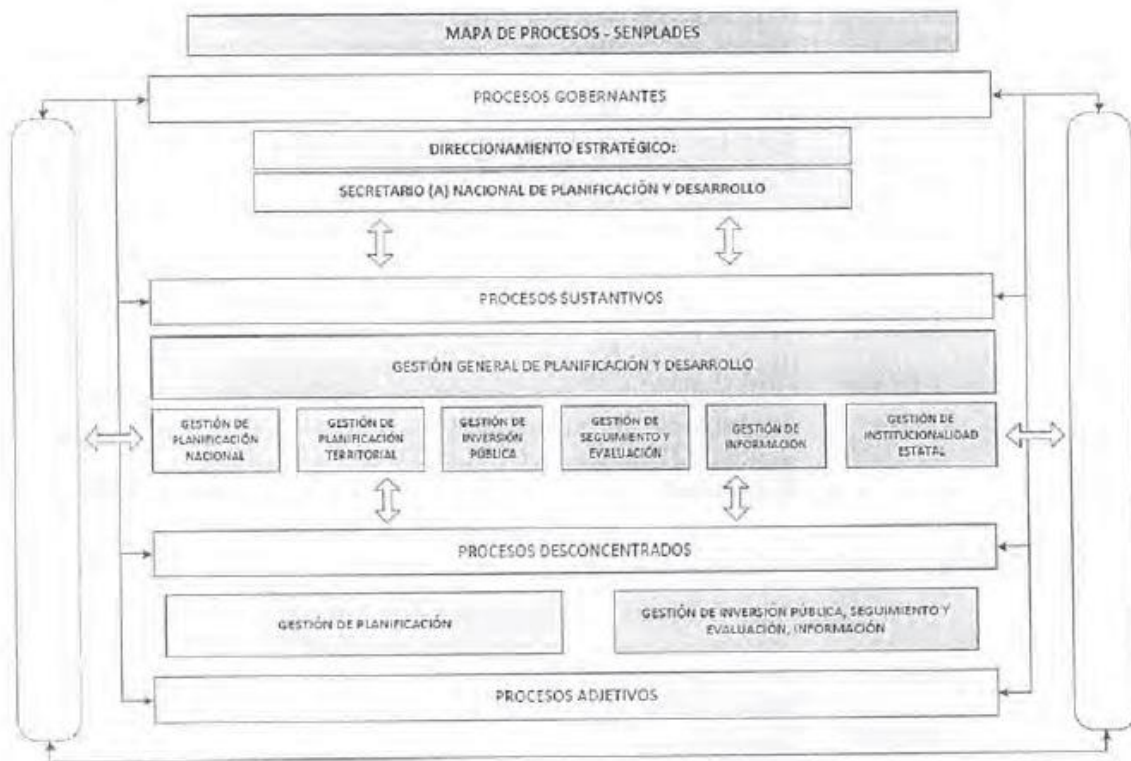 MAPA DE PROCESOS - SENPLADES
PROCESOS GOBERNANTES
DIRECCIONAMIENTO ESTRATÉGICO:
SECRETARIO (A) NACIONAL DE PLANIFICACIÓN Y DESARROLLO
PROCESOS SUSTANTIVOS
GESTIÓN GENERAL DE PLANIFICACIÓN Y DESARROLLO
GESTIÓN DE
PLANIFICACIÓN
NACIONAL
GESTIÓN DE
PLANIFICACIÓN
TERRITORIAL
GESTIÓN DE
INVERSIÓN
PÚBLICA
GESTIÓN DE
SEGUIMIENTO Y
EVALUACIÓN
GESTIÓN DE
INFORMACIÓN
GESTIÓN DE
INSTITUCIONALIDAD
ESTATAL
PROCESOS DESCONCENTRADOS
GESTIÓN DE PLANIFICACIÓN
GESTIÓN DE INVERSIÓN PÚBLICA, SEGUIMIENTO Y
EVALUACIÓN, INFORMACIÓN
PROCESOS ADJETIVOS